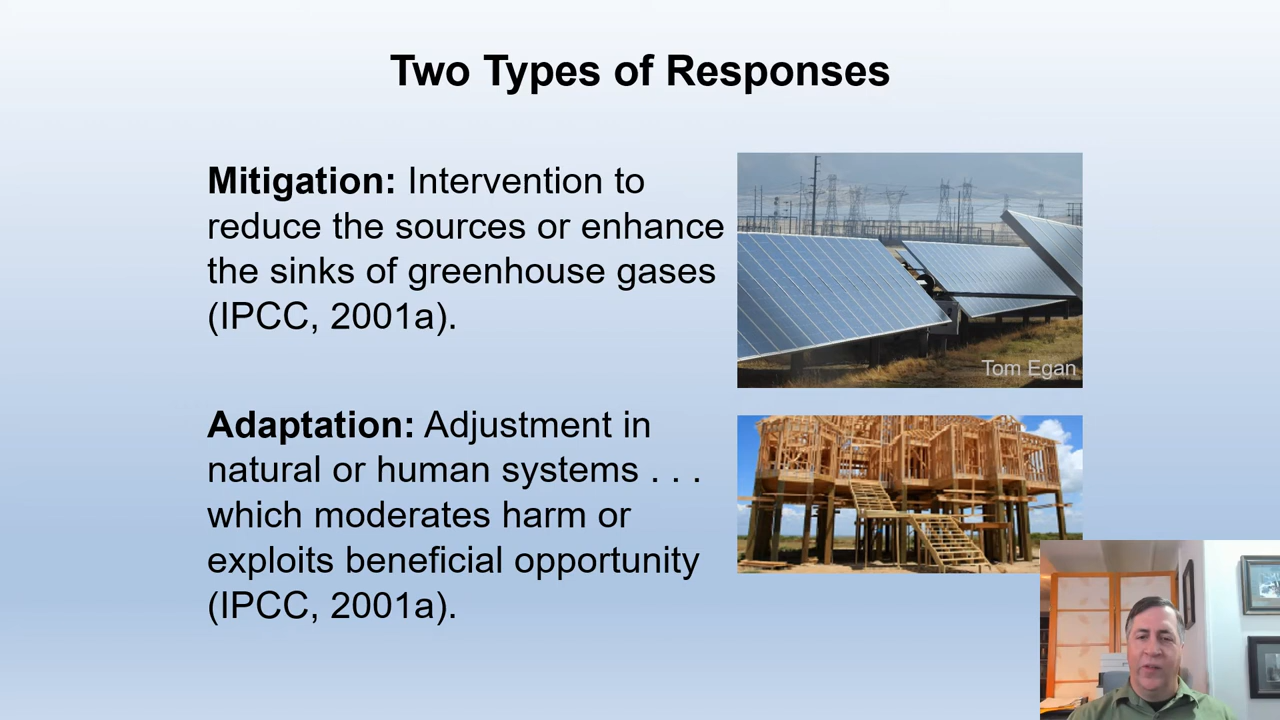 Two Types of Responses
Mitigation: Intervention to
reduce the sources or enhance
the sinks of greenhouse gases
(IPCC, 2001a).
Tom Egan
Adaptation: Adjustment in
natural or human systems . . .
which moderates harm or
exploits beneficial opportunity
(IPCC, 2001a).